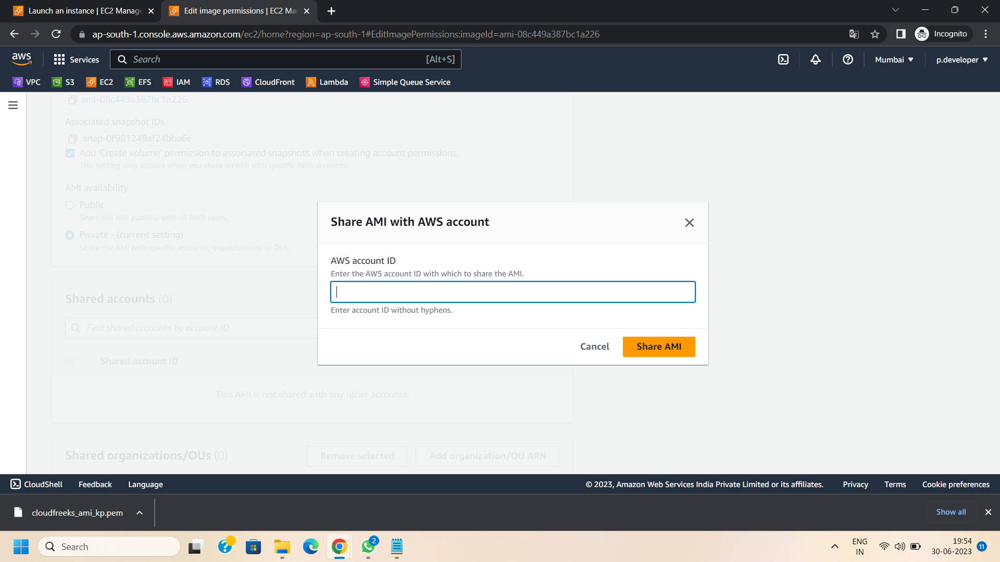 Launch an instance | EC2 Manage
Edit image permissions | EC2 Mar
ap-south-1.console.aws.amazon.com/ec2/home?region=ap-south-1#EditImagePermissions:imageId=ami-08c449a387bc1a226
Incognito
aws
Services
Search
[Alt+S]
Mumbai
p.developer
VPC
S3
EC2
EFS
IAM
RDS
CloudFront
Lambda
Simple Queue Service
ami-08c449a387bc1a226
Associated snapshot IDs
snap-0f981249af24bba6e
Add 'Create volume' permission to associated snapshots when creating account permissions.
This setting only applies when you share an AMI with specific AWS accounts.
AMI availability
Public
Share the AMI publicly with all AWS users.
Private - (current setting)
Share the AMI with specific accounts, organizations, or OUs.
Share AMI with AWS account
AWS account ID
Enter the AWS account ID with which to share the AMI.
Enter account ID without hyphens.
Cancel
Share AMI
Shared accounts (0)
Find shared accounts by account ID
Shared account ID
This AMI is not shared with any other accounts.
Shared organizations/OUs (0)
Remove selected
Add organization/OU ARN
CloudShell
Feedback
Language
© 2023, Amazon Web Services India Private Limited or its affiliates.
Privacy
Terms
Cookie preferences
cloudfreeks_ami_kp.pem
Show all
Search
2
ENG
IN
19:54
30-06-2023
11